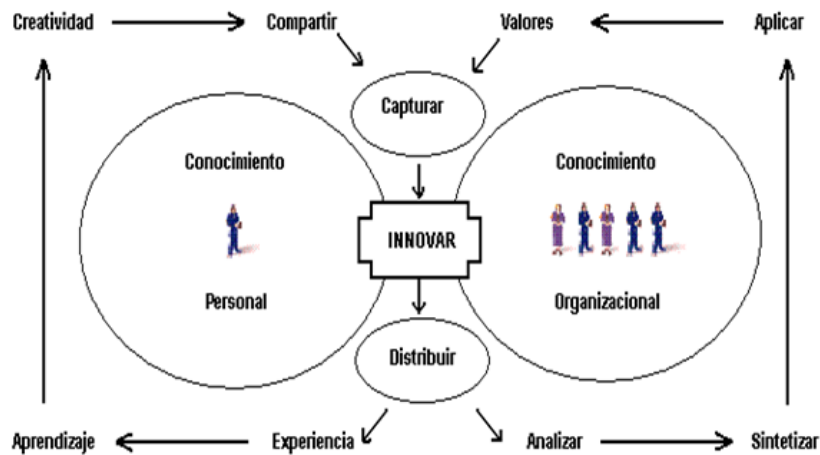 Creatividad
Compartir
Valores
Aplicar
Capturar
Conocimiento
Conocimiento
INNOVAR
Personal
Organizacional
Distribuir
Aprendizaje
Experiencia
Analizar
Sintetizar